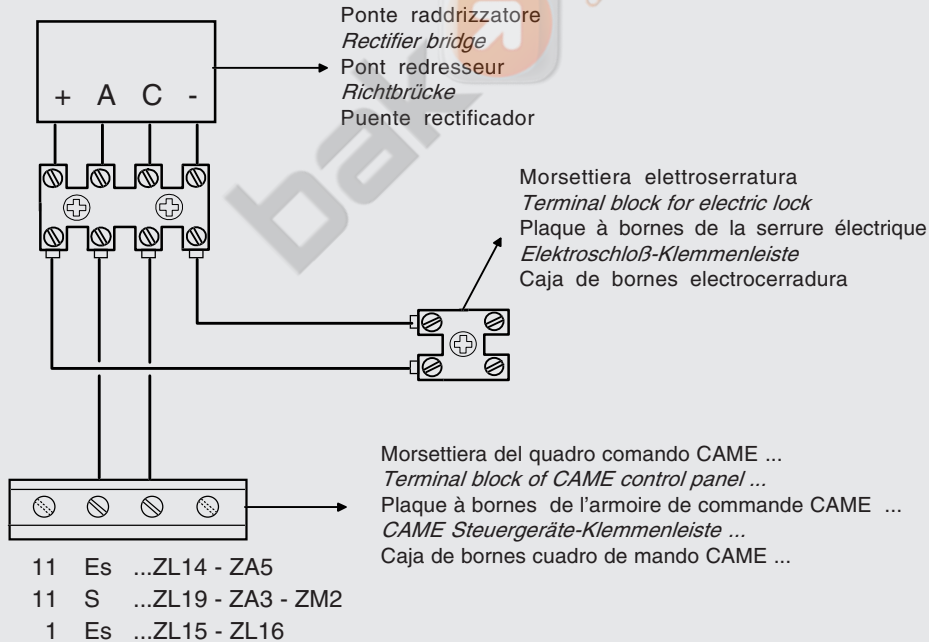 Ponte raddrizzatore
Rectifier bridge
Pont redresseur
Richtbrücke
Puente rectificador
+ A C -
Morsettiera elettroserratura
Terminal block for electric lock
Plaque à bornes de la serrure électrique
Elektroschloß-Klemmenleiste
Caja de bornes electrocerradura
Morsettiera del quadro comando CAME ...
Terminal block of CAME control panel ...
Plaque à bornes de l'armoire de commande CAME ...
CAME Steuergeräte-Klemmenleiste ...
Caja de bornes cuadro de mando CAME ...
11 Es ...ZL14 - ZA5
11 S ...ZL19 - ZA3 - ZM2
1 Es ...ZL15 - ZL16
bak